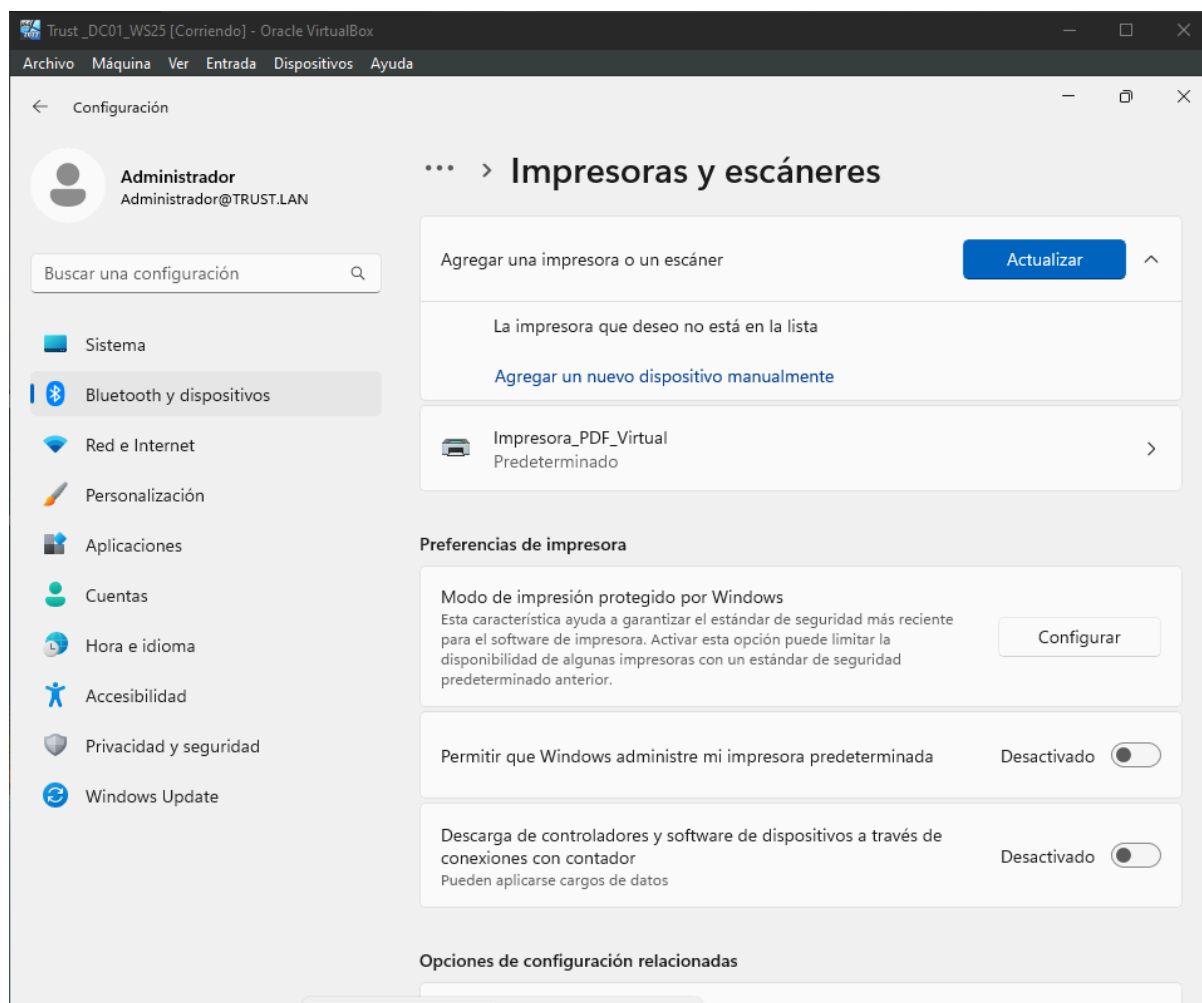 Trust _DC01_WS25 [Corriendo] - Oracle VirtualBox
Archivo Máquina Ver Entrada Dispositivos Ayuda
Configuración
Administrador
Administrador@TRUST.LAN
Buscar una configuración
Sistema
Bluetooth y dispositivos
Red e Internet
Personalización
Aplicaciones
Cuentas
Hora e idioma
Accesibilidad
Privacidad y seguridad
Windows Update
··· > Impresoras y escáneres
Agregar una impresora o un escáner
Actualizar
La impresora que deseo no está en la lista
Agregar un nuevo dispositivo manualmente
Impresora_PDF_Virtual
Predeterminado
Preferencias de impresora
Modo de impresión protegido por Windows
Esta característica ayuda a garantizar el estándar de seguridad más reciente
para el software de impresora. Activar esta opción puede limitar la
disponibilidad de algunas impresoras con un estándar de seguridad
predeterminado anterior.
Configurar
Permitir que Windows administre mi impresora predeterminada
Desactivado
Descarga de controladores y software de dispositivos a través de
conexiones con contador
Pueden aplicarse cargos de datos
Desactivado
Opciones de configuración relacionadas